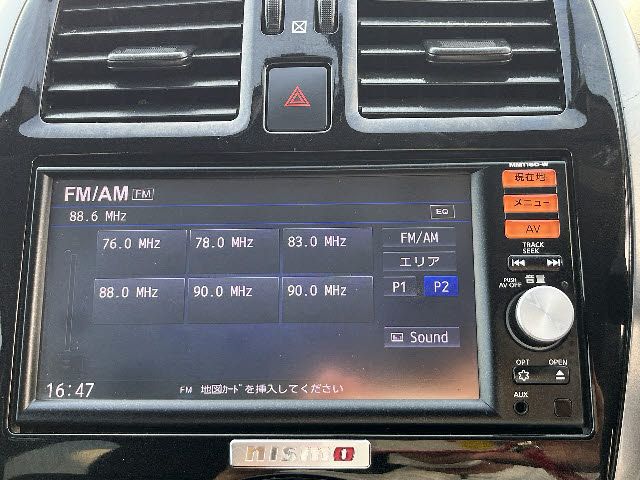 MM116D-W
FM/AM FM
88.6 MHz
EQ
76.0 MHz 78.0 MHz 83.0 MHz
88.0 MHz 90.0 MHz 90.0 MHz
FM/AM
エリア
P1 P2
Sound
16:47
FM 地図ｶｰﾄﾞを挿入してください
現在地
メニュー
AV
TRACK
SEEK
PUSH
AV OFF
音量
OPT OPEN
AUX
nismo